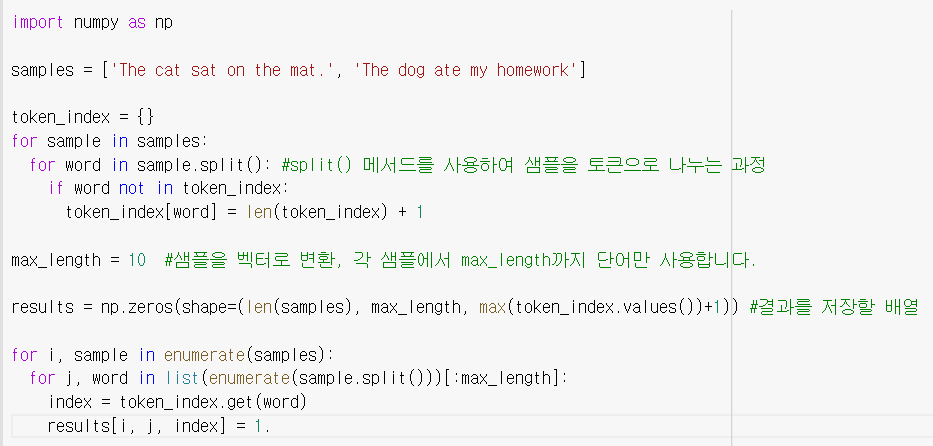 import numpy as np
samples = ['The cat sat on the mat.', 'The dog ate my homework']
token_index = {}
for sample in samples:
for word in sample.split(): #split() 메서드를 사용하여 샘플을 토큰으로 나누는 과정
if word not in token_index:
token_index[word] = len(token_index) + 1
max_length = 10 #샘플을 벡터로 변환, 각 샘플에서 max_length까지 단어만 사용합니다.
results = np.zeros(shape=(len(samples), max_length, max(token_index.values())+1)) #결과를 저장할 배열
for i, sample in enumerate(samples):
for j, word in list(enumerate(sample.split()))[:max_length]:
index = token_index.get(word)
results[i, j, index] = 1.